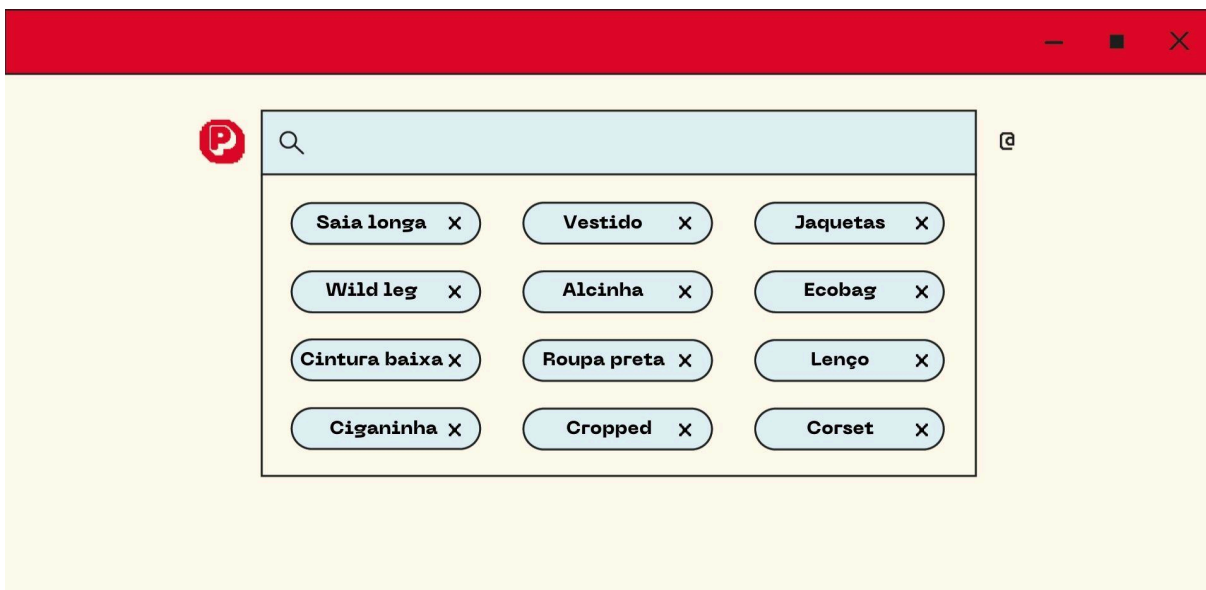 P
@
Saia longa x
Vestido x
Jaquetas x
Wild leg x
Alcinha x
Ecobag x
Cintura baixa x
Roupa preta x
Lenço x
Ciganinha x
Cropped x
Corset x